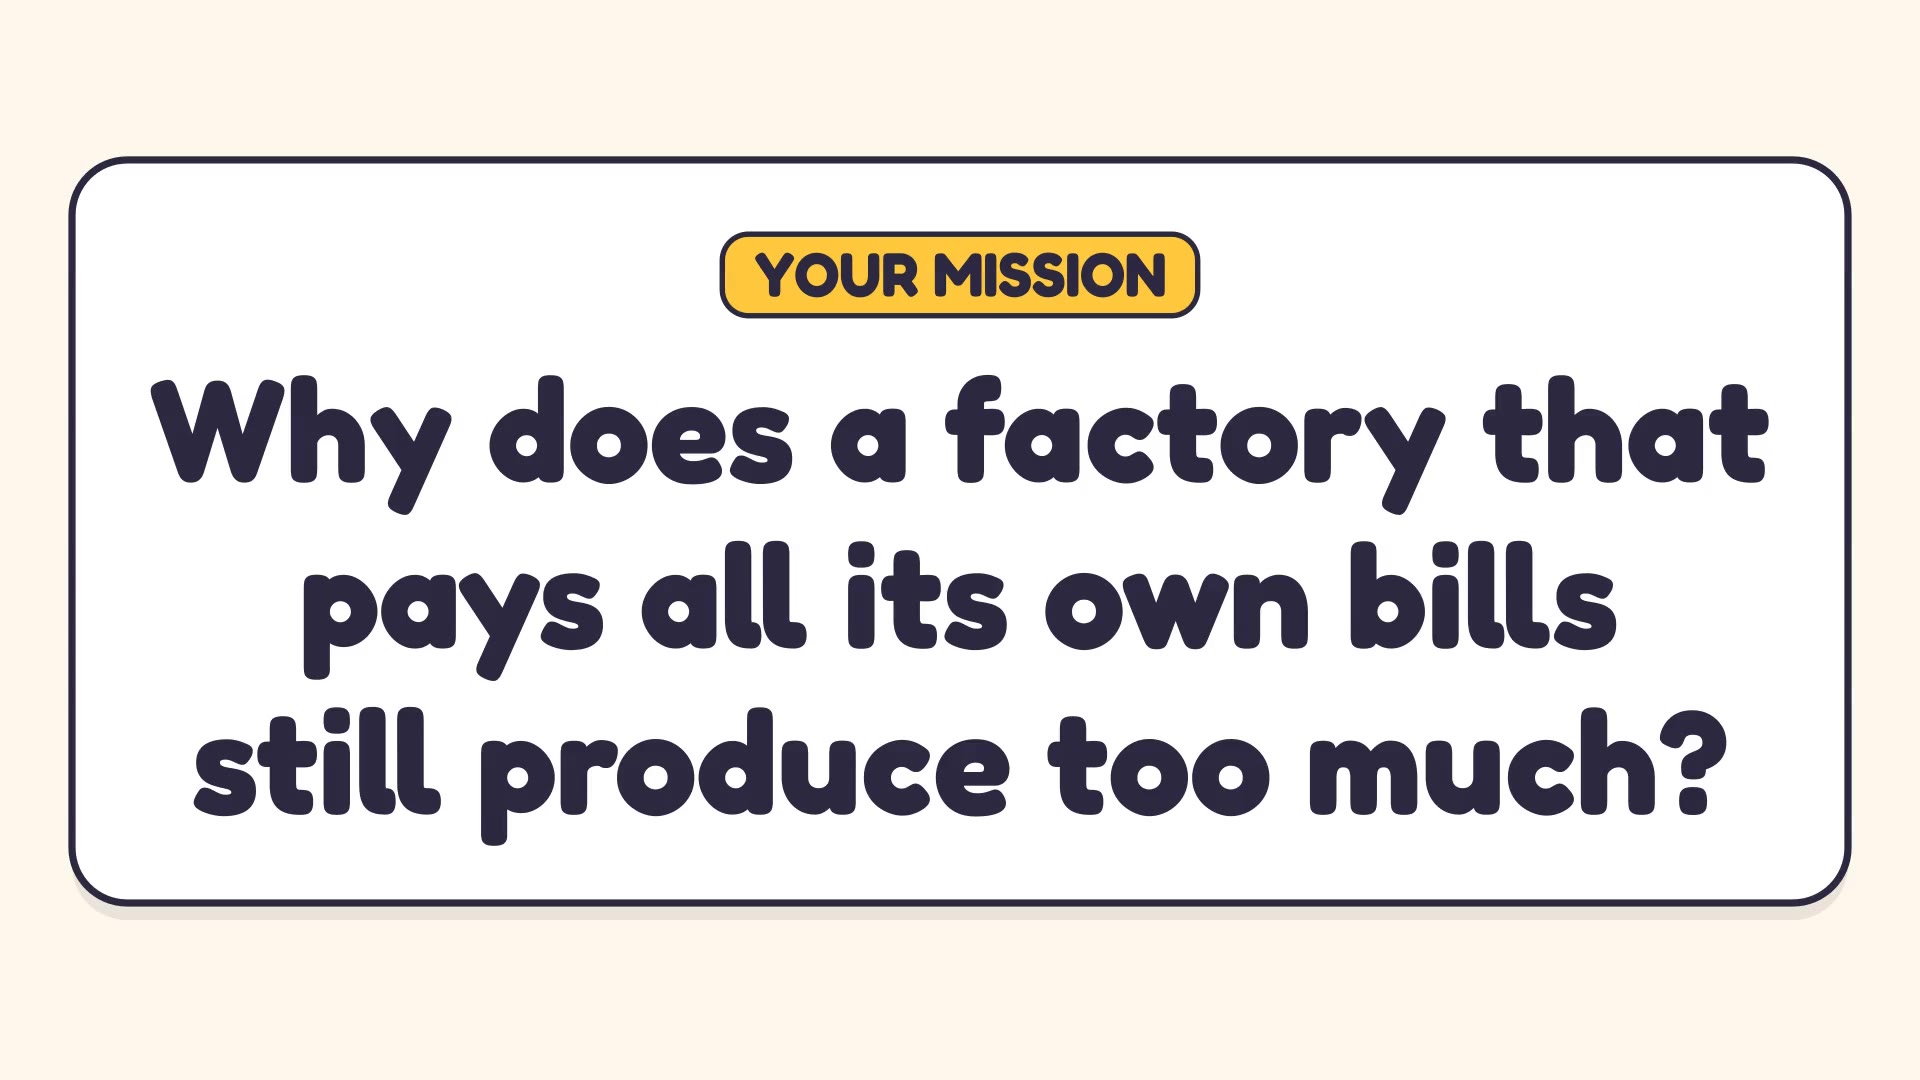 YOUR MISSION
Why does a factory that
pays all its own bills
still produce too much?